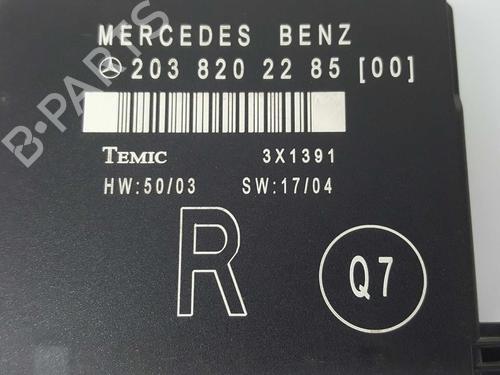 MERCEDES BENZ
203 820 22 85 [00]
TEMIC 3X1391
HW:50/03 SW:17/04
R
Q7
B-PARTS